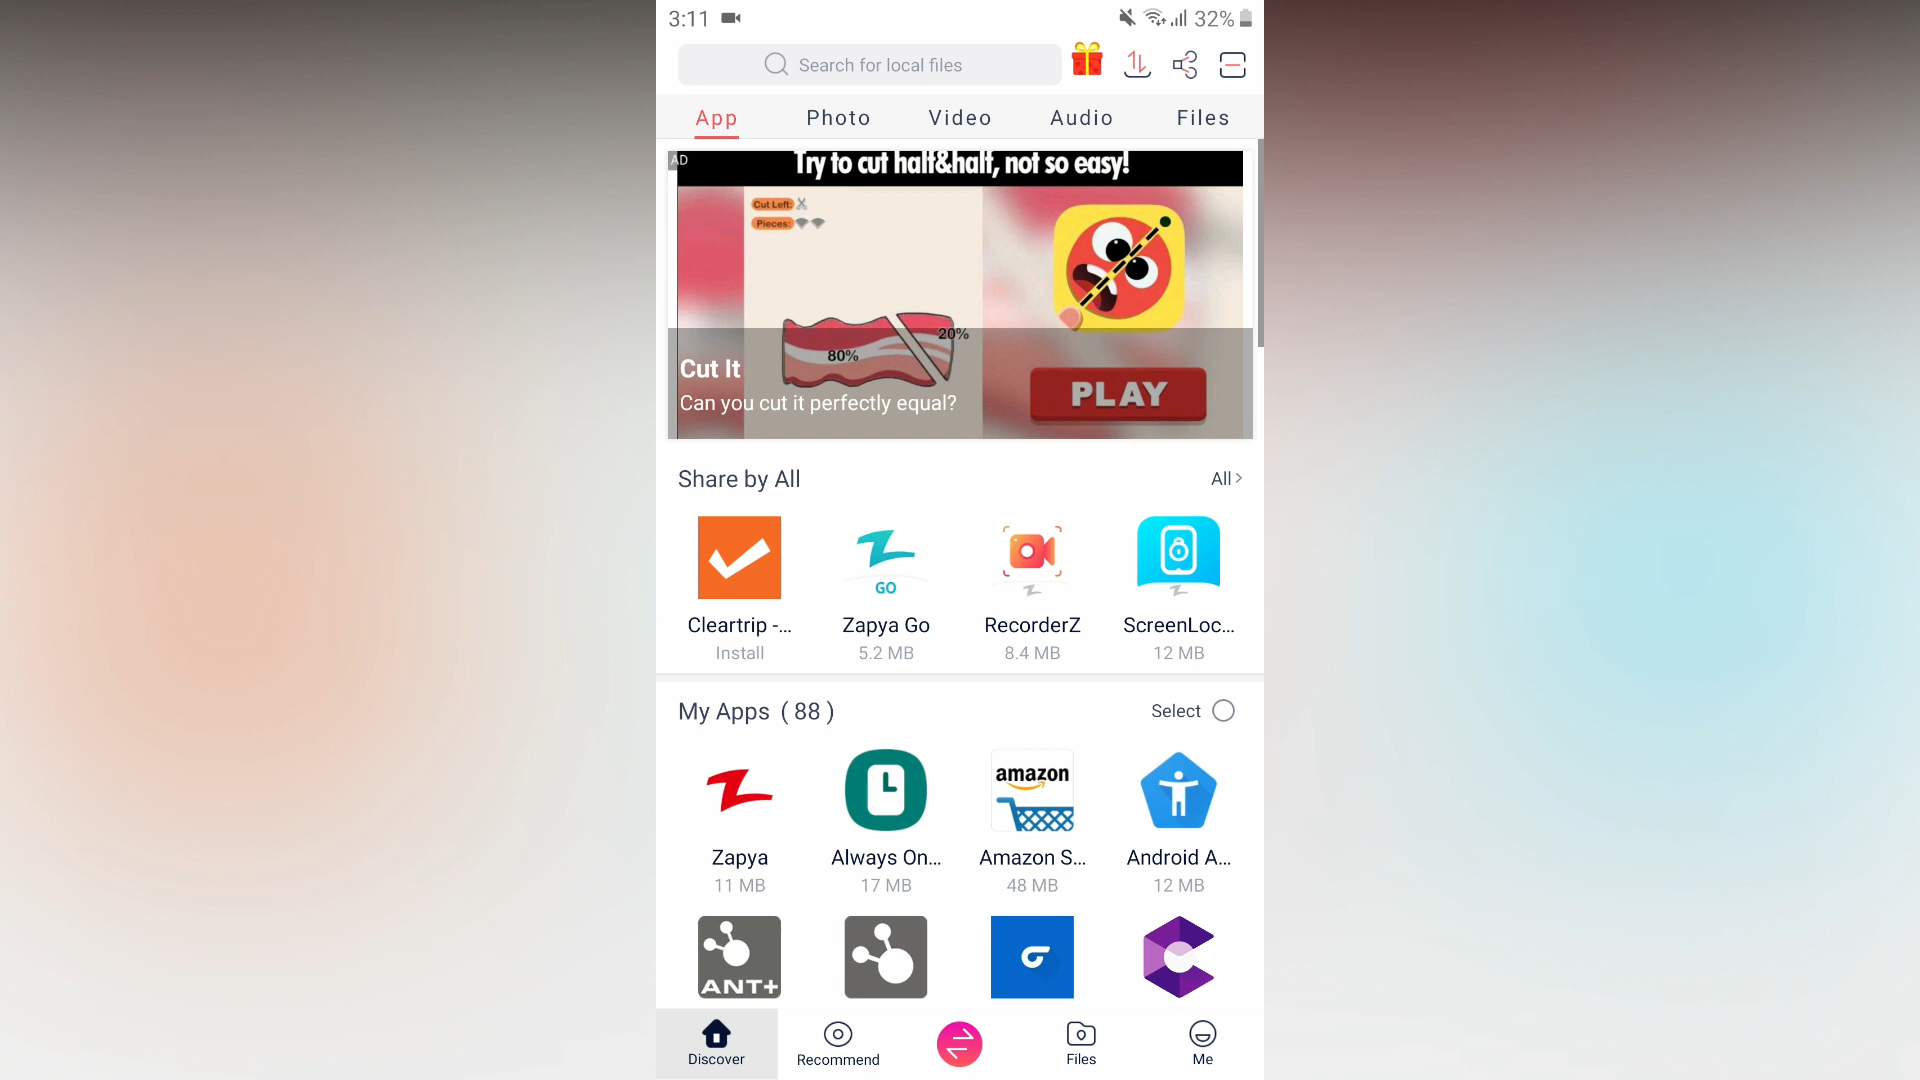 3:11
32%
Search for local files
App Photo Video Audio Files
AD
Try to cut half&half, not so easy!
Cut Left:
Pieces:
20%
80%
Cut It
Can you cut it perfectly equal?
PLAY
Share by All
All >
GO
Cleartrip -... Zapya Go RecorderZ ScreenLoc...
Install 5.2 MB 8.4 MB 12 MB
My Apps ( 88 )
Select
amazon
Zapya Always On... Amazon S... Android A...
11 MB 17 MB 48 MB 12 MB
ANT+
Discover Recommend Files Me